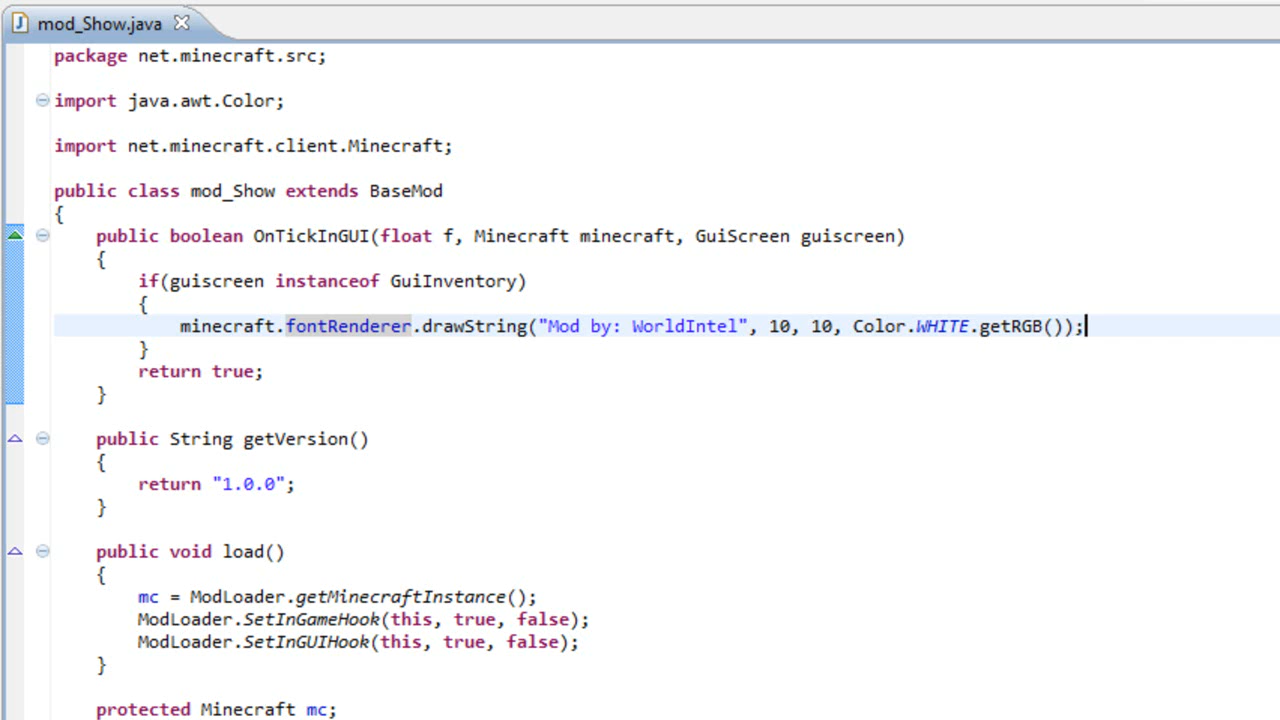 mod_Show.java
package net.minecraft.src;
import java.awt.Color;
import net.minecraft.client.Minecraft;
public class mod_Show extends BaseMod
{
public boolean OnTickInGUI(float f, Minecraft minecraft, GuiScreen guiscreen)
{
if(guiscreen instanceof GuiInventory)
{
minecraft.fontRenderer.drawString("Mod by: WorldIntel", 10, 10, Color.WHITE.getRGB());
}
return true;
}
public String getVersion()
{
return "1.0.0";
}
public void load()
{
mc = ModLoader.getMinecraftInstance();
ModLoader.SetInGameHook(this, true, false);
ModLoader.SetInGUIHook(this, true, false);
}
protected Minecraft mc;